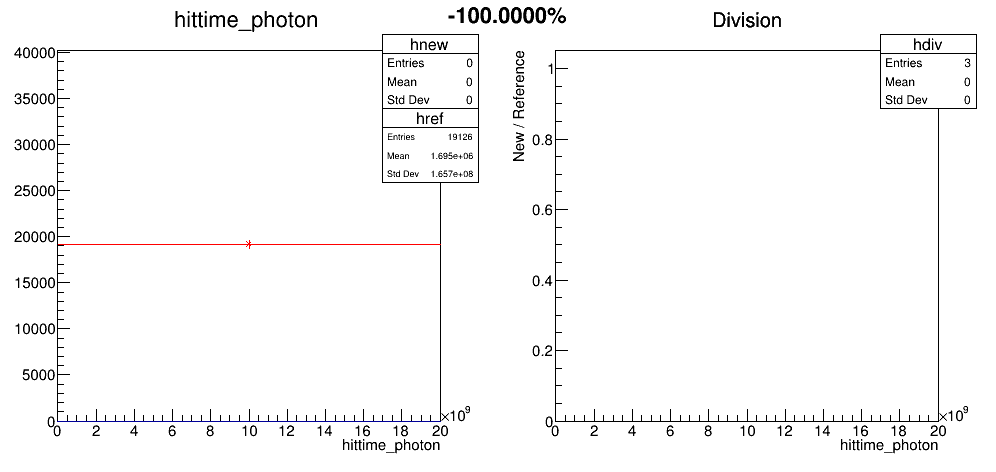 -100.0000%
hittime_photon
hnew
Entries 0
Mean 0
Std Dev 0
href
Entries 19126
Mean 1.695e+06
Std Dev 1.657e+08
40000
35000
30000
25000
20000
15000
10000
5000
0
0 2 4 6 8 10 12 14 16 18 20
×10⁹
hittime_photon
Division
hdiv
Entries 3
Mean 0
Std Dev 0
New / Reference
1
0.8
0.6
0.4
0.2
0
0 2 4 6 8 10 12 14 16 18 20
×10⁹
hittime_photon